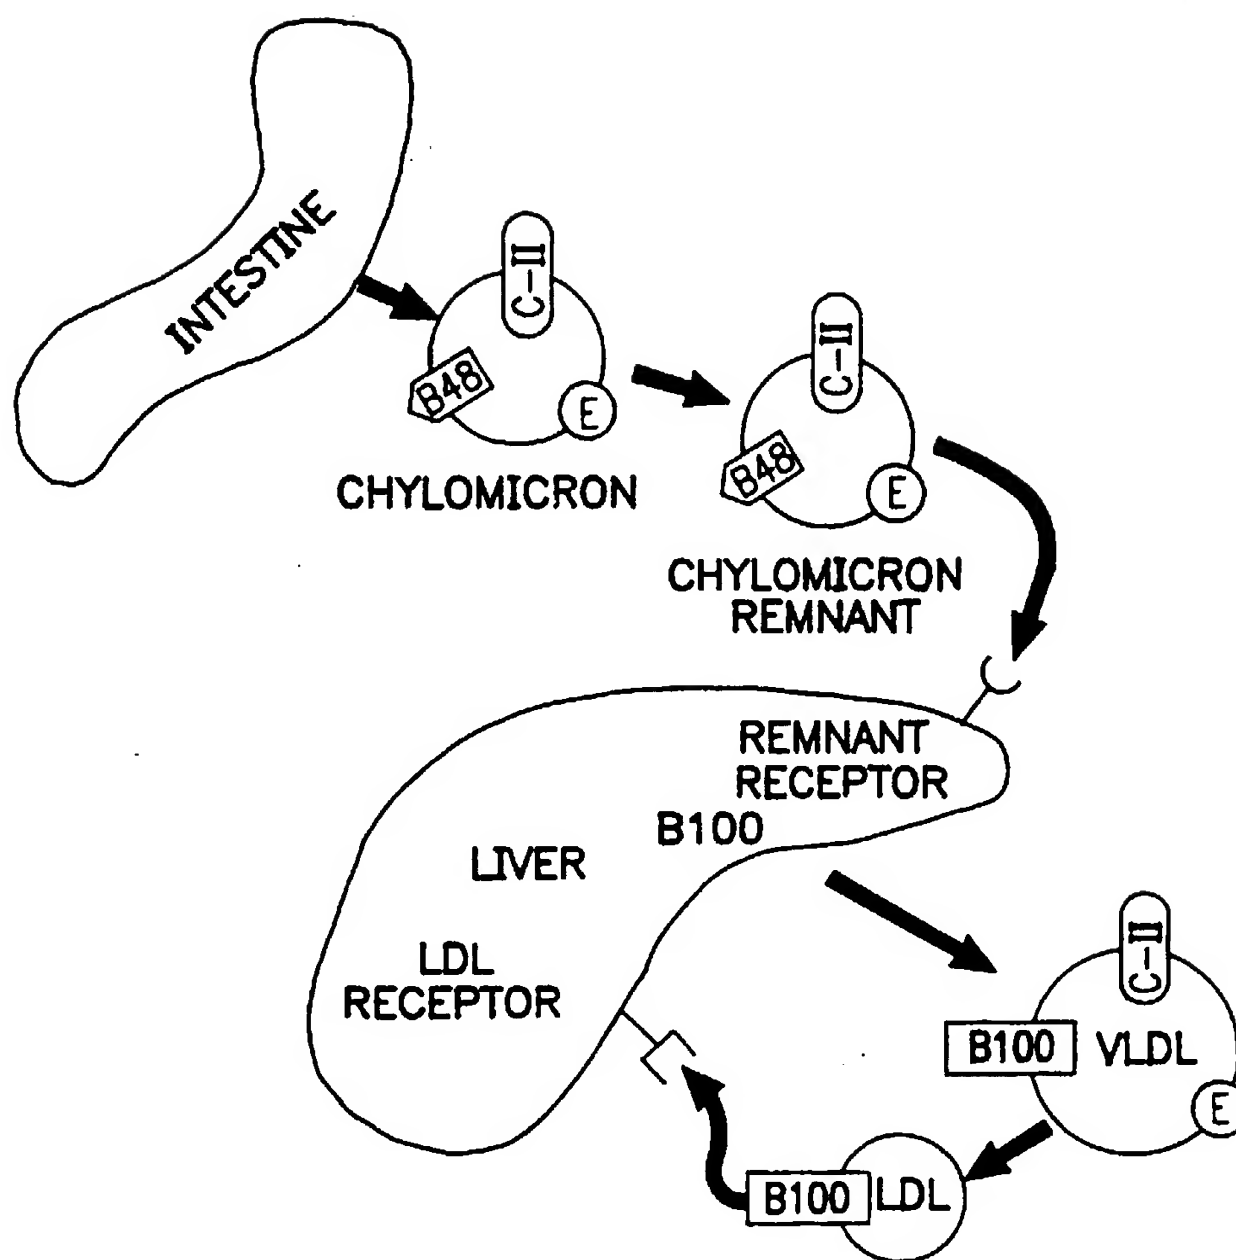 INTESTINE
C-II
B48
E
CHYLOMICRON
C-II
B48
E
CHYLOMICRON
REMNANT
REMNANT
RECEPTOR
B100
LIVER
LDL
RECEPTOR
C-II
B100
VLDL
E
B100
LDL